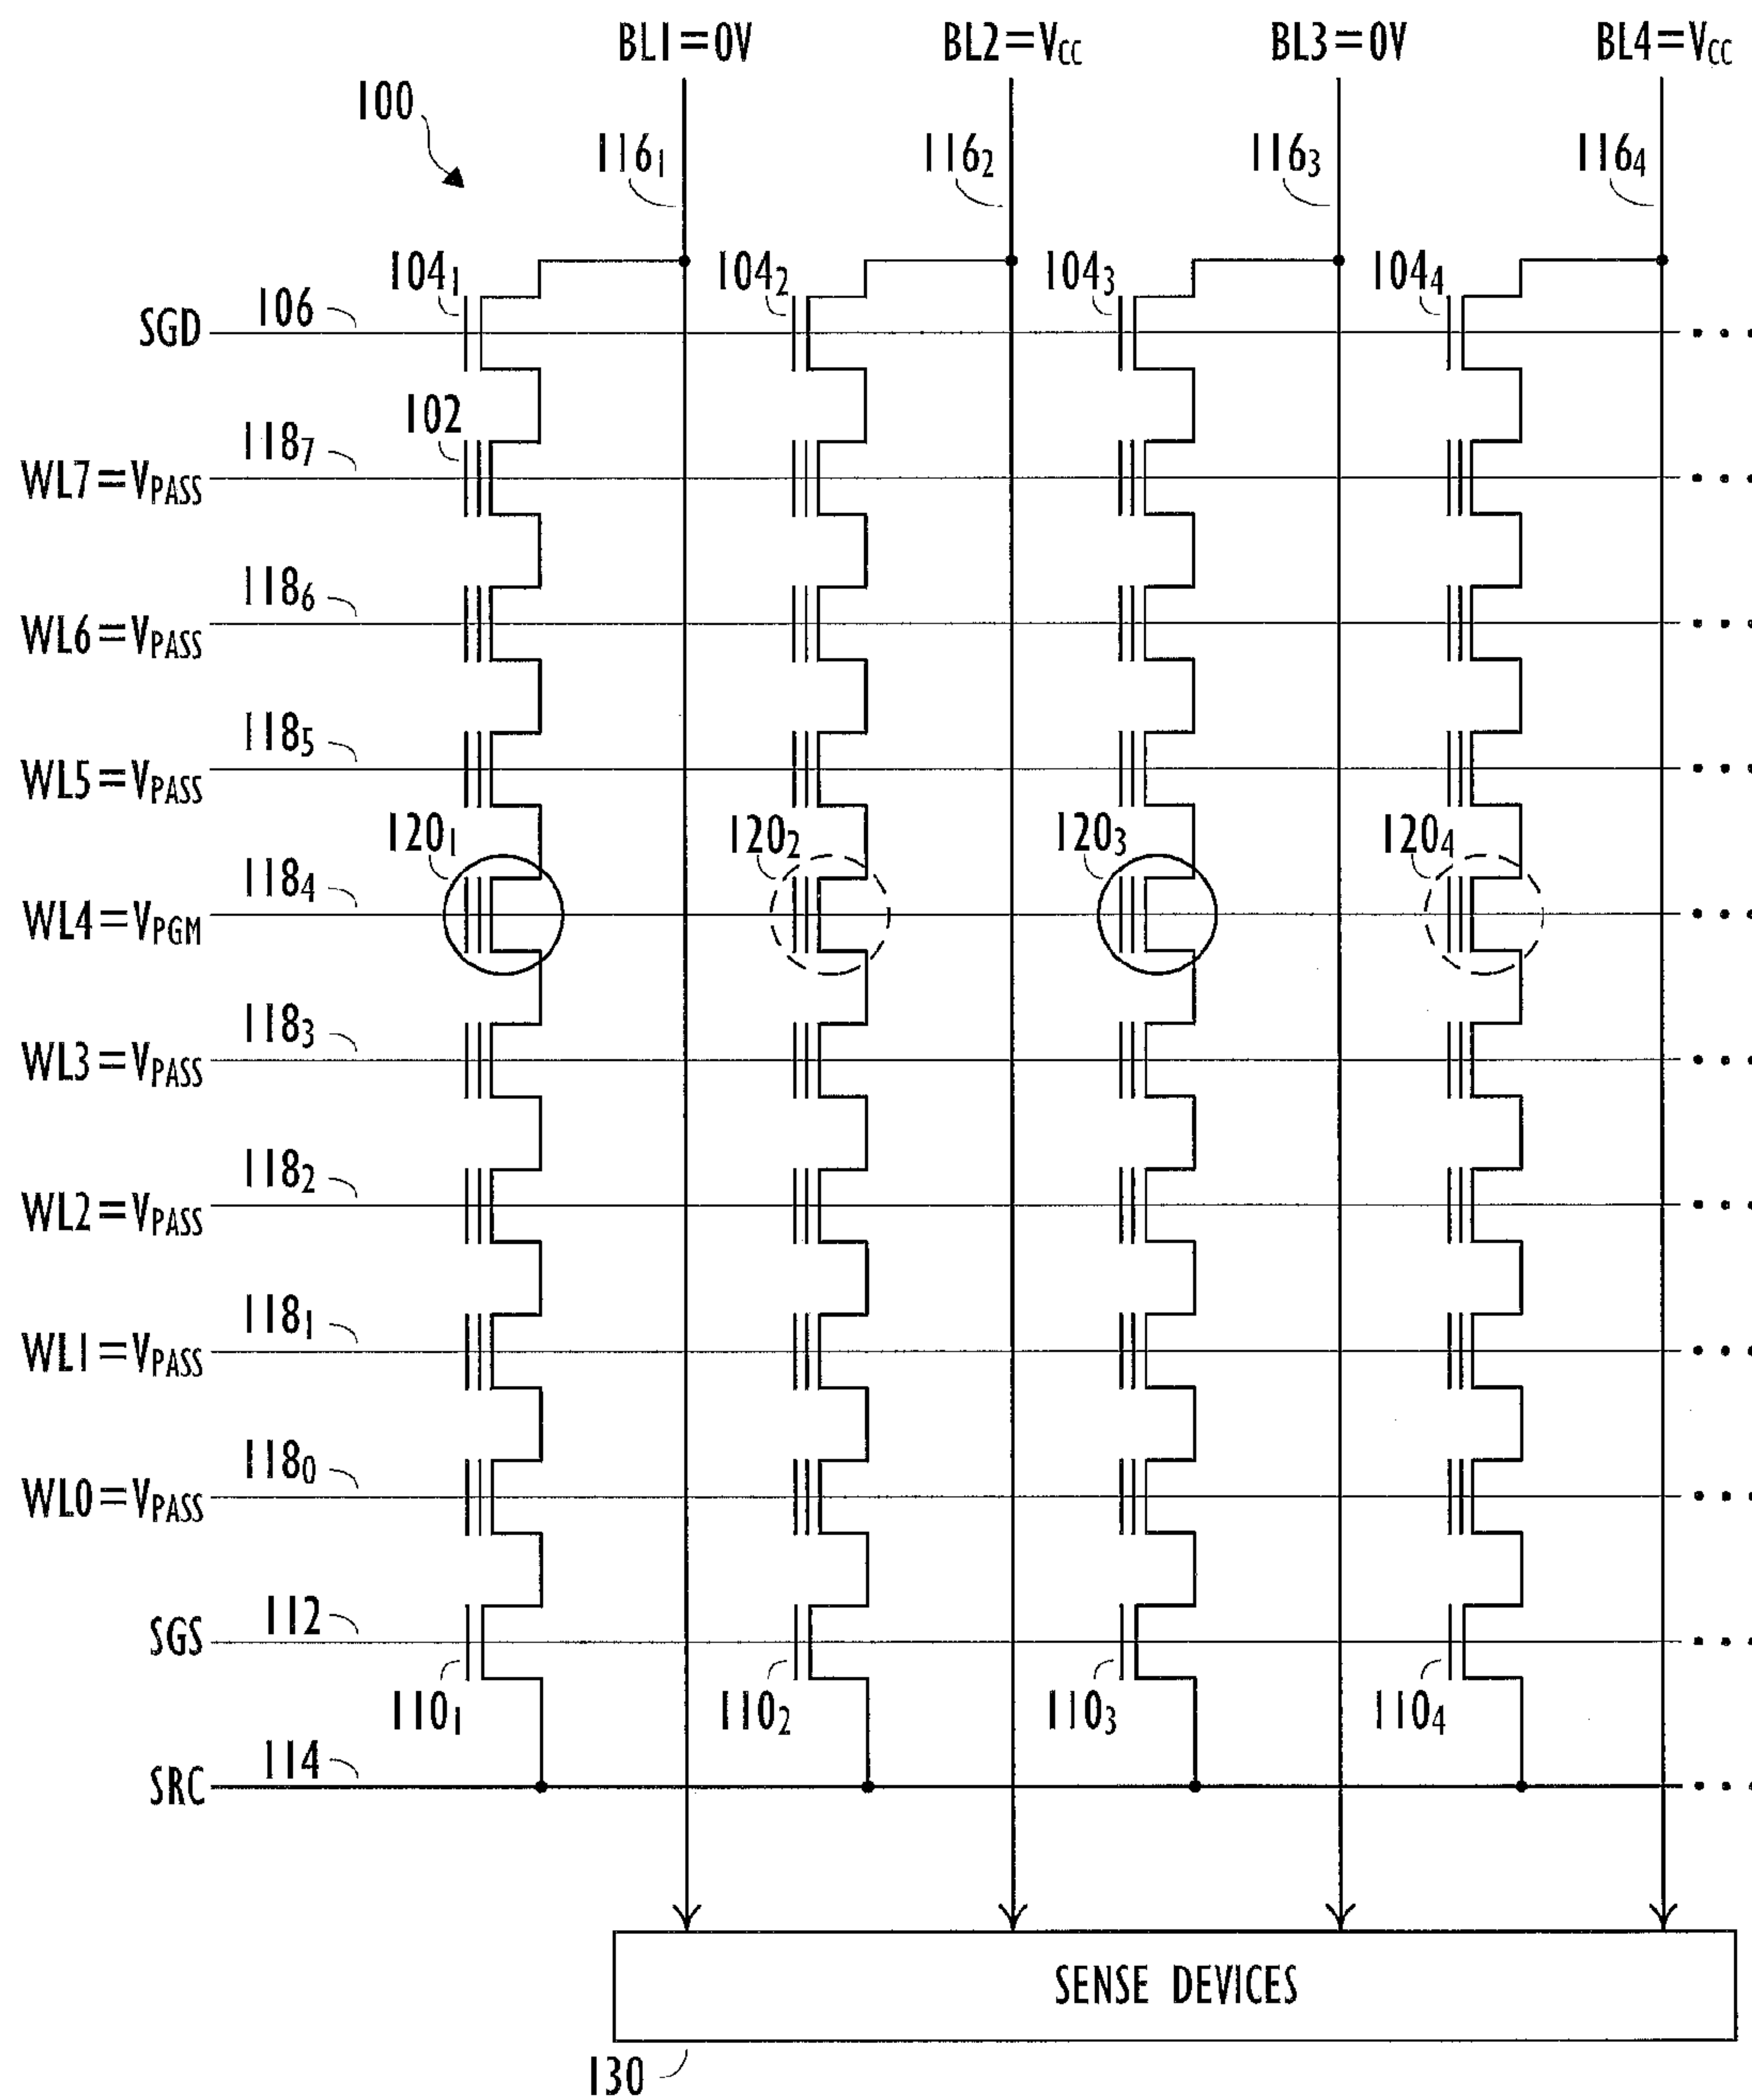 BL1=0V BL2=VCC BL3=0V BL4=VCC
100
116₁ 116₂ 116₃ 116₄
104₁ 104₂ 104₃ 104₄
SGD 106
102
WL7=VPASS 118₇
WL6=VPASS 118₆
WL5=VPASS 118₅
120₁ 120₂ 120₃ 120₄
WL4=VPGM 118₄
WL3=VPASS 118₃
WL2=VPASS 118₂
WL1=VPASS 118₁
WL0=VPASS 118₀
SGS 112
110₁ 110₂ 110₃ 110₄
SRC 114
SENSE DEVICES
130